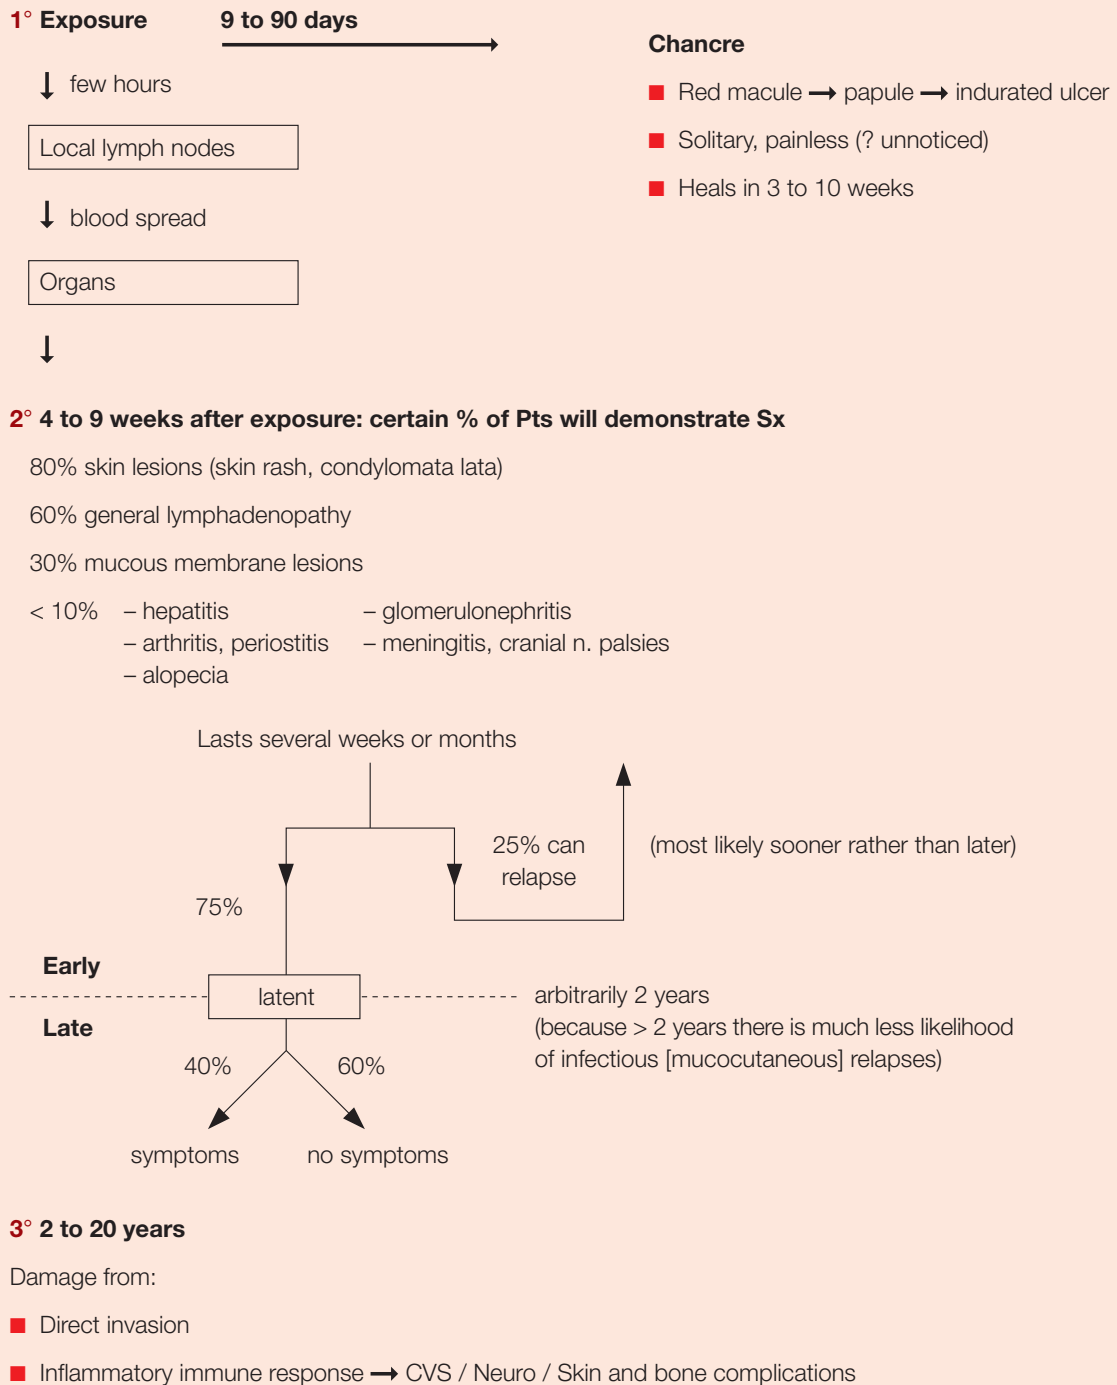 1° Exposure
9 to 90 days
few hours
Local lymph nodes
blood spread
Organs
Chancre
■ Red macule → papule → indurated ulcer
■ Solitary, painless (? unnoticed)
■ Heals in 3 to 10 weeks
2° 4 to 9 weeks after exposure: certain % of Pts will demonstrate Sx
80% skin lesions (skin rash, condylomata lata)
60% general lymphadenopathy
30% mucous membrane lesions
< 10% – hepatitis – glomerulonephritis
– arthritis, periostitis – meningitis, cranial n. palsies
– alopecia
Lasts several weeks or months
25% can
relapse
(most likely sooner rather than later)
75%
Early
latent
Late
arbitrarily 2 years
(because > 2 years there is much less likelihood
of infectious [mucocutaneous] relapses)
40% 60%
symptoms no symptoms
3° 2 to 20 years
Damage from:
■ Direct invasion
■ Inflammatory immune response → CVS / Neuro / Skin and bone complications